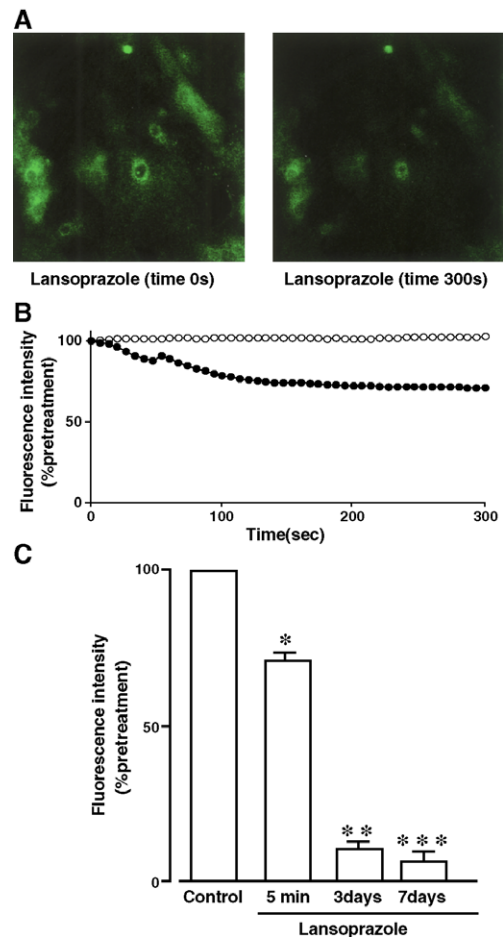 A
Lansoprazole (time 0s)
Lansoprazole (time 300s)
B
Fluorescence intensity
(%pretreatment)
100
50
0
0
100
200
300
Time(sec)
C
Fluorescence intensity
(%pretreatment)
100
50
0
*
**
***
Control
5 min
3days
7days
Lansoprazole